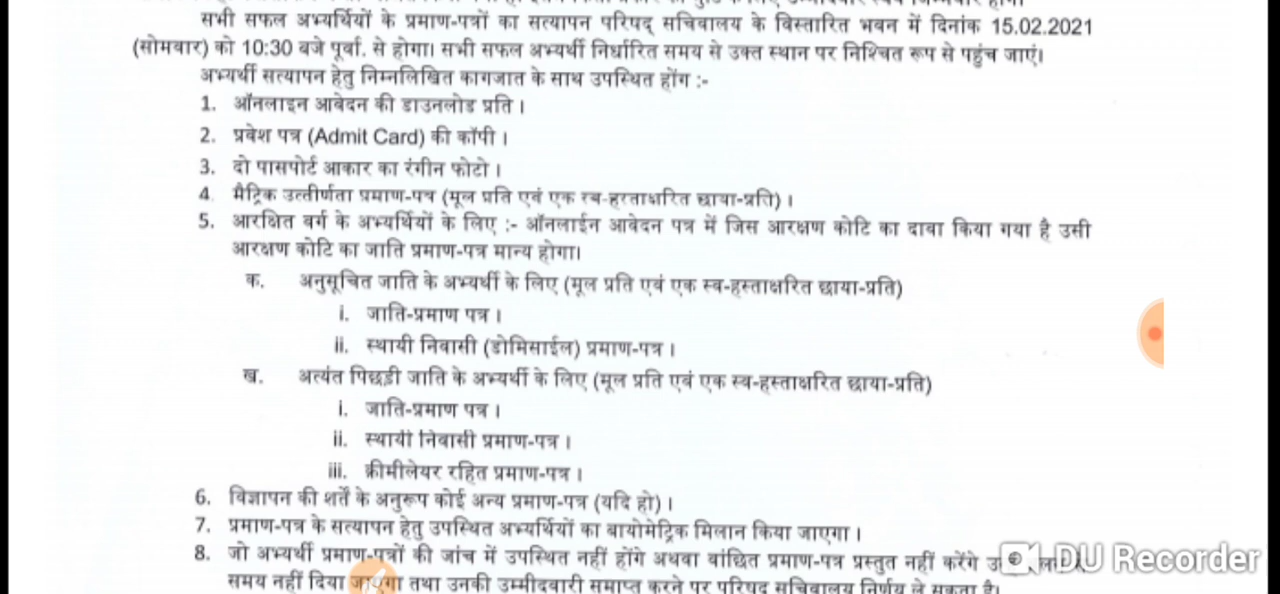 सभी सफल अभ्यर्थियों के प्रमाण-पत्रों का सत्यापन परिषद् सचिवालय के विस्तारित भवन में दिनांक 15.02.2021
(सोमवार) को 10:30 बजे पूर्वा. से होगा। सभी सफल अभ्यर्थी निर्धारित समय से उक्त स्थान पर निश्चित रूप से पहुंच जाएं।
अभ्यर्थी सत्यापन हेतु निम्नलिखित कागजात के साथ उपस्थित होंग :-
1. ऑनलाइन आवेदन की डाउनलोड प्रति ।
2. प्रवेश पत्र (Admit Card) की कॉपी ।
3. दो पासपोर्ट आकार का रंगीन फोटो ।
4. मैट्रिक उत्तीर्णता प्रमाण-पत्र (मूल प्रति एवं एक स्व-हस्ताक्षरित छाया-प्रति) ।
5. आरक्षित वर्ग के अभ्यर्थियों के लिए :- ऑनलाईन आवेदन पत्र में जिस आरक्षण कोटि का दावा किया गया है उसी
आरक्षण कोटि का जाति प्रमाण-पत्र मान्य होगा।
क. अनुसूचित जाति के अभ्यर्थी के लिए (मूल प्रति एवं एक स्व-हस्ताक्षरित छाया-प्रति)
i. जाति-प्रमाण पत्र ।
ii. स्थायी निवासी (डोमिसाईल) प्रमाण-पत्र ।
ख. अत्यंत पिछड़ी जाति के अभ्यर्थी के लिए (मूल प्रति एवं एक स्व-हस्ताक्षरित छाया-प्रति)
i. जाति-प्रमाण पत्र ।
ii. स्थायी निवासी प्रमाण-पत्र ।
iii. क्रीमीलेयर रहित प्रमाण-पत्र ।
6. विज्ञापन की शर्तें के अनुरूप कोई अन्य प्रमाण-पत्र (यदि हो) ।
7. प्रमाण-पत्र के सत्यापन हेतु उपस्थित अभ्यर्थियों का बायोमेट्रिक मिलान किया जाएगा ।
8. जो अभ्यर्थी प्रमाण-पत्रों की जांच में उपस्थित नहीं होंगे अथवा वांछित प्रमाण-पत्र प्रस्तुत नहीं करेंगे
DU Recorder
समय नहीं दिया जाएगा तथा उनकी उम्मीदवारी समाप्त करने पर परिषद सचिवालय निर्णय ले सकता है।